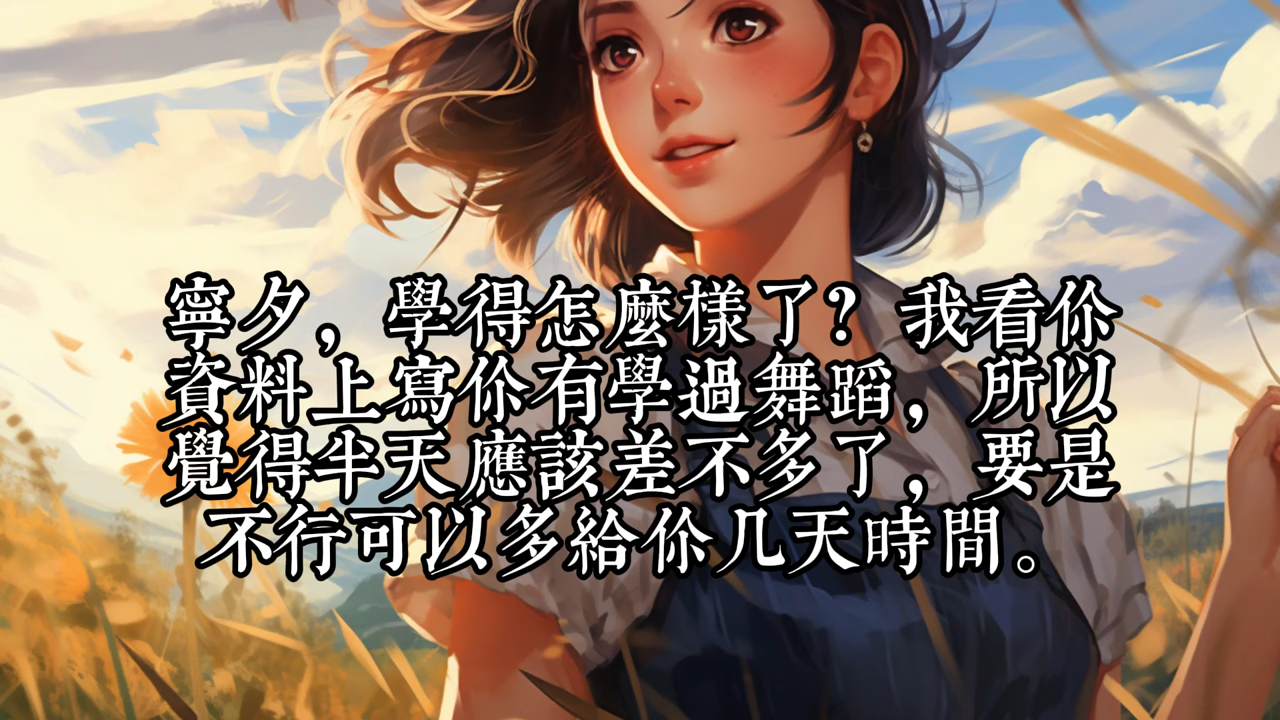 寧夕，學得怎麼樣了？我看你
資料上寫你有學過舞蹈，所以
覺得半天應該差不多了，要是
不行可以多給你几天時間。